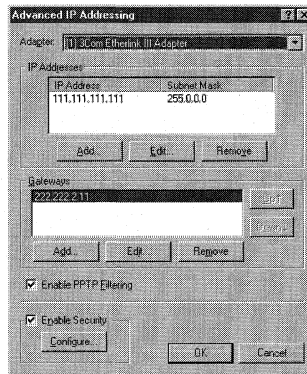 Advanced IP Addressing
Adapter: [1] 3Com Etherlink III Adapter
IP Addresses
IP Address Subnet Mask
111.111.111.111 255.0.0.0
Add... Edit... Remove
Gateways
222.222.2.11
Up↑
Down↓
Add... Edit... Remove
Enable PPTP Filtering
Enable Security
Configure...
OK Cancel